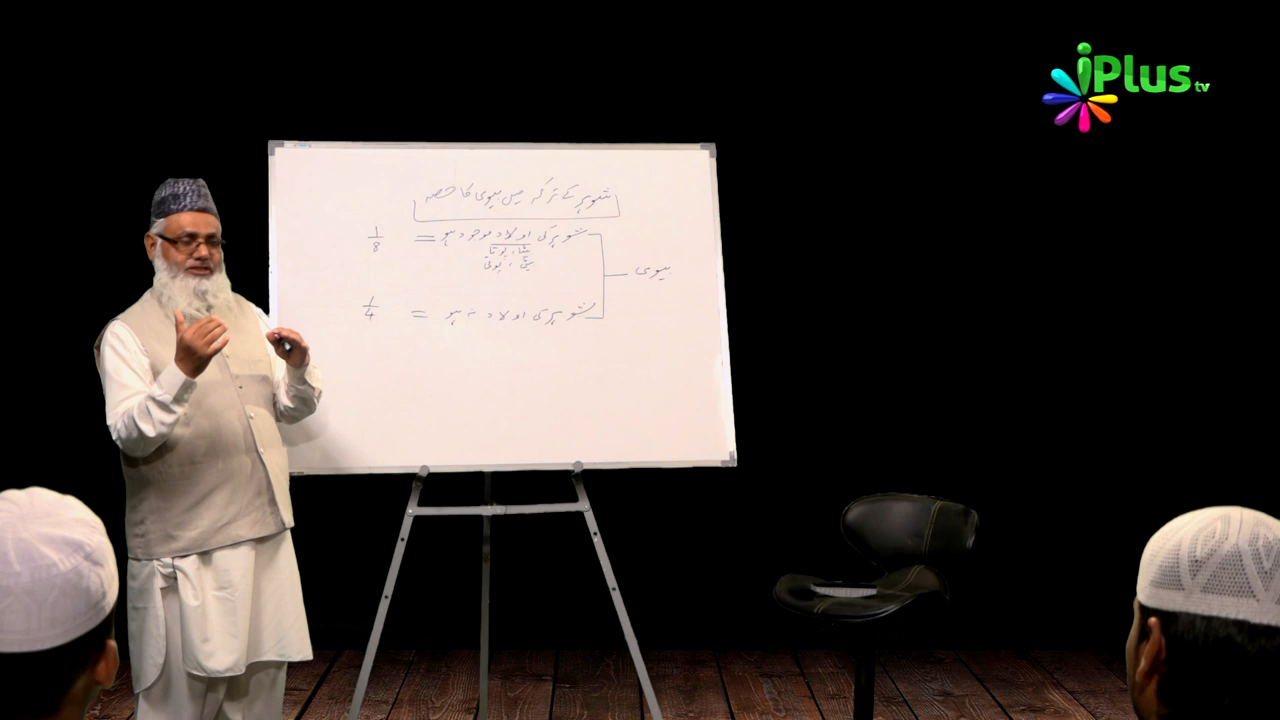 iPlus tv
شوہر کے ترکہ میں بیوی کا حصہ
شوہر کی اولاد موجود ہو = 1/8
بیٹا، پوتا
بیٹی، پوتی
بیوی
شوہر کی اولاد نہ ہو = 1/4